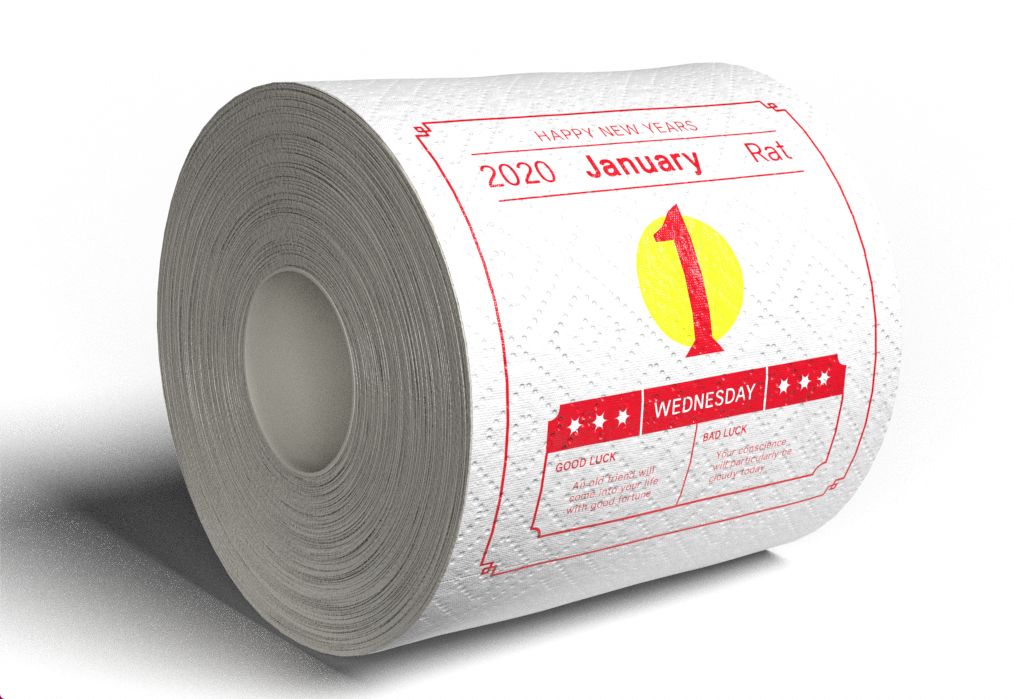 HAPPY NEW YEARS
2020 January Rat
1
WEDNESDAY
GOOD LUCK
An old friend will
come into your life
with good fortune.
BAD LUCK
Your conscience
will particularly be
cloudy today.